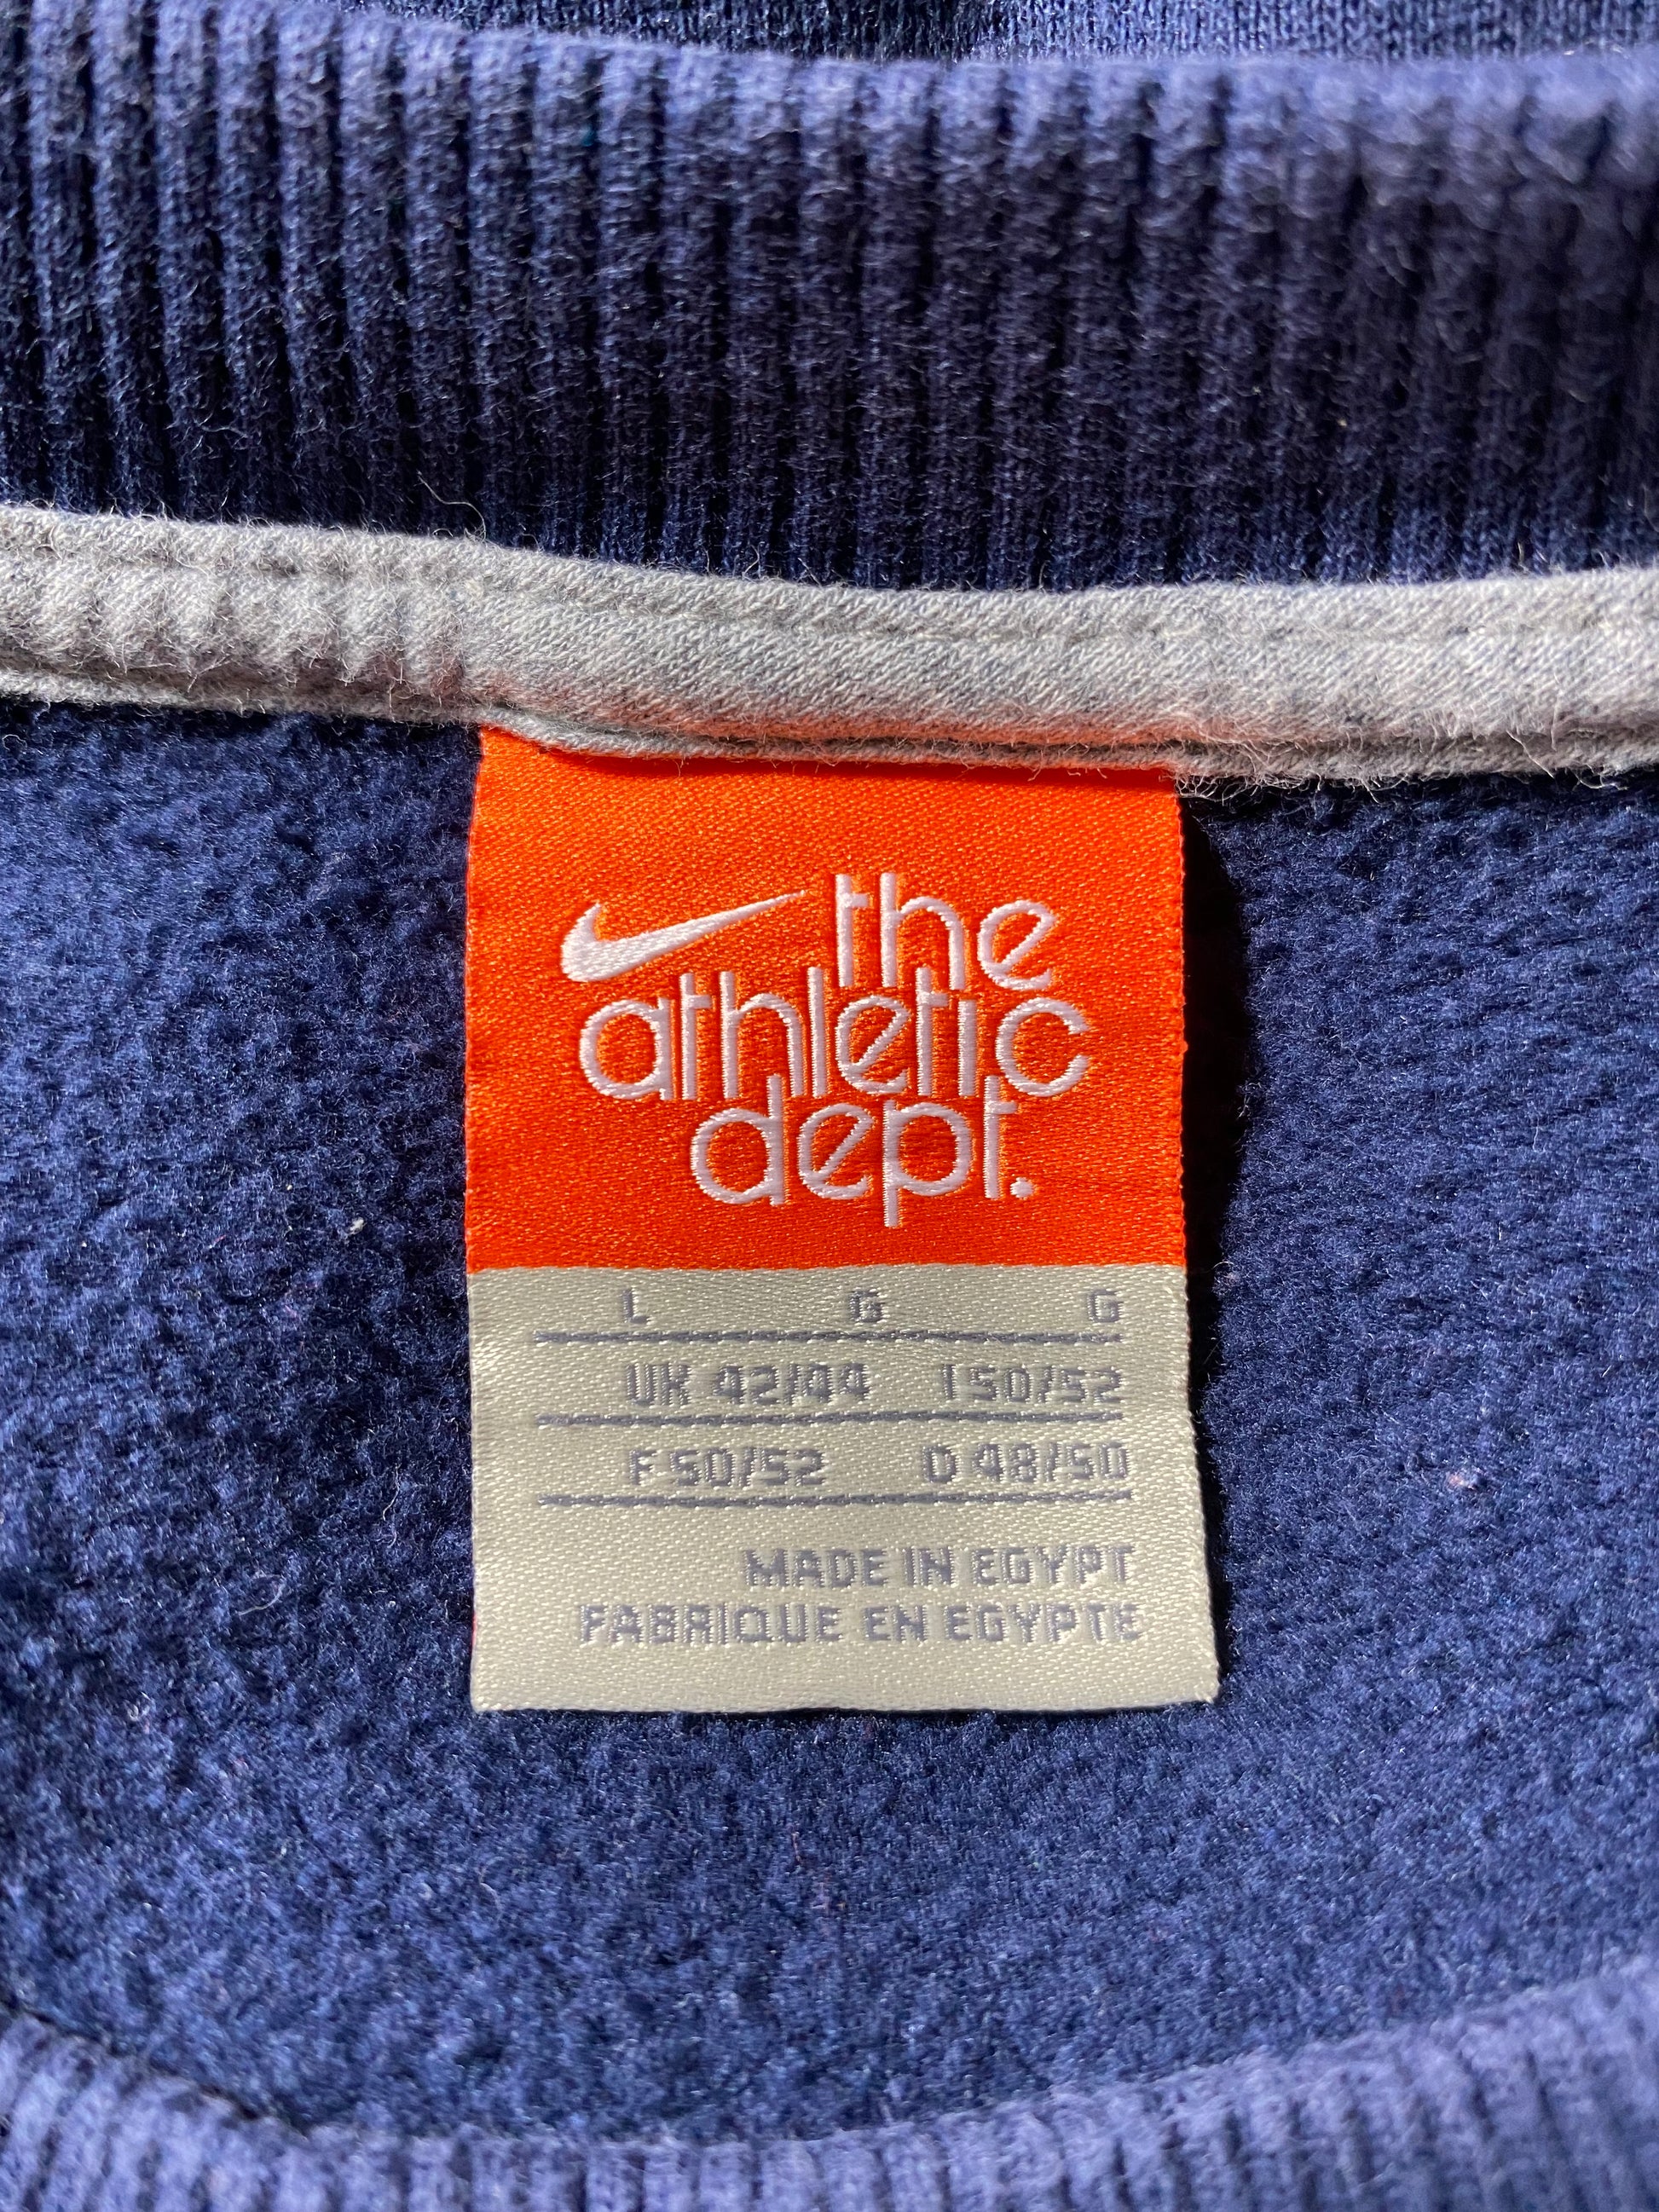 the
athletic
dept.
L G G
UK 42/44 I 50/52
F 50/52 D 48/50
MADE IN EGYPT
FABRIQUE EN EGYPTE